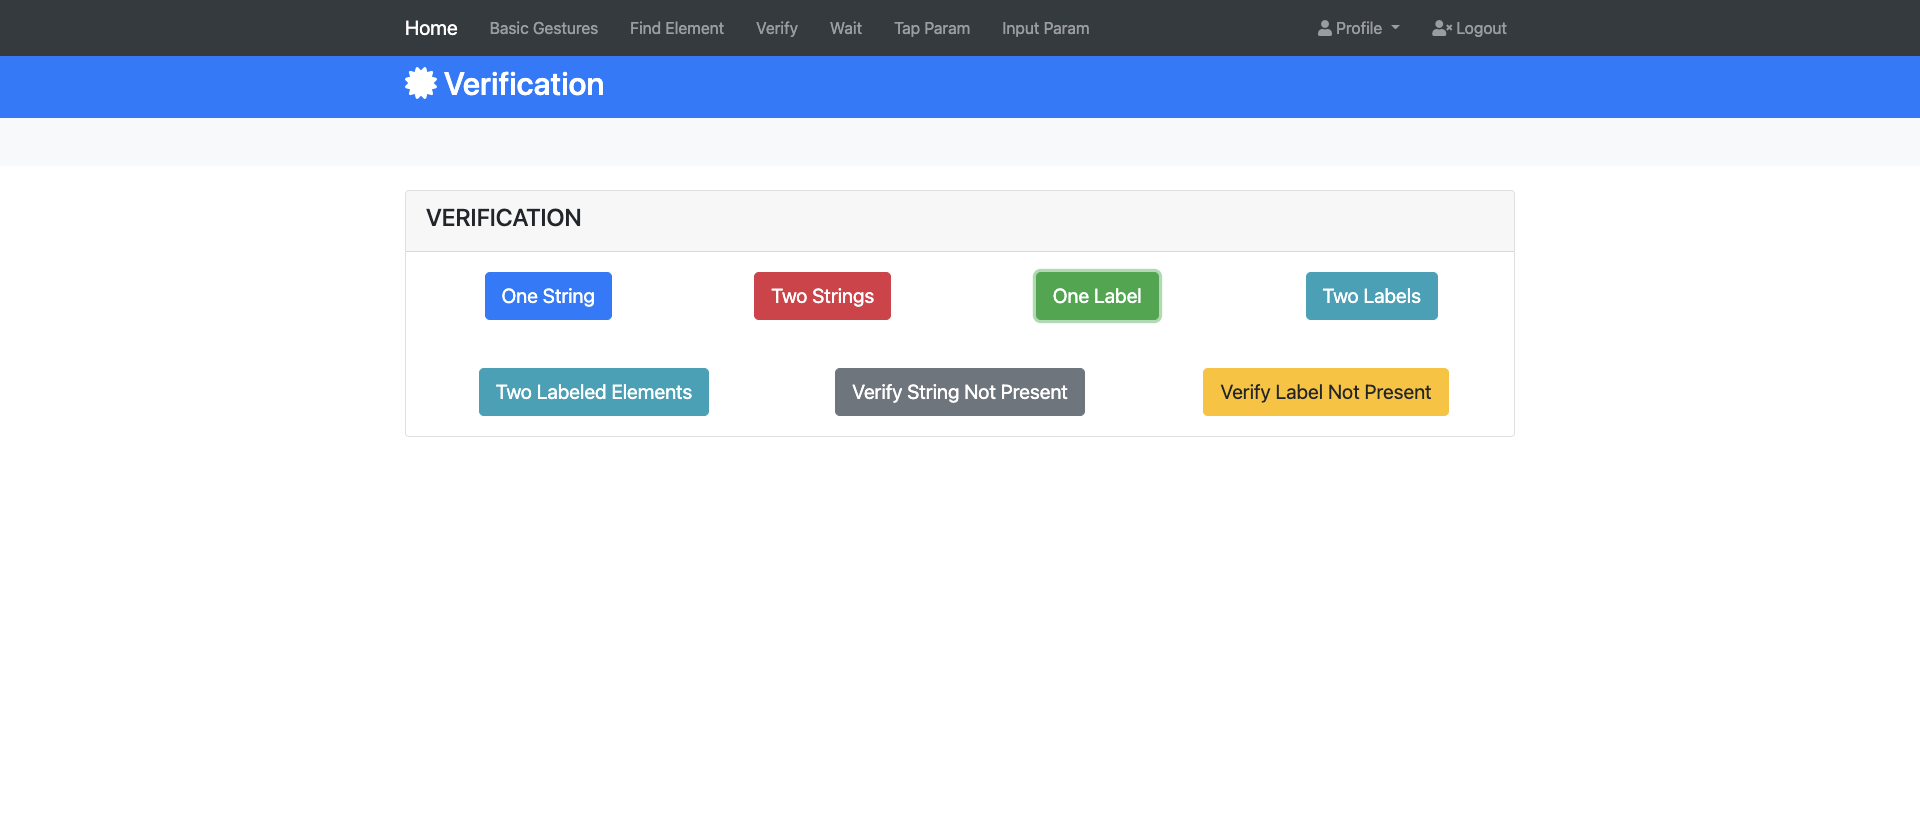 Home Basic Gestures Find Element Verify Wait Tap Param Input Param Profile Logout
Verification
VERIFICATION
One String Two Strings One Label Two Labels
Two Labeled Elements Verify String Not Present Verify Label Not Present